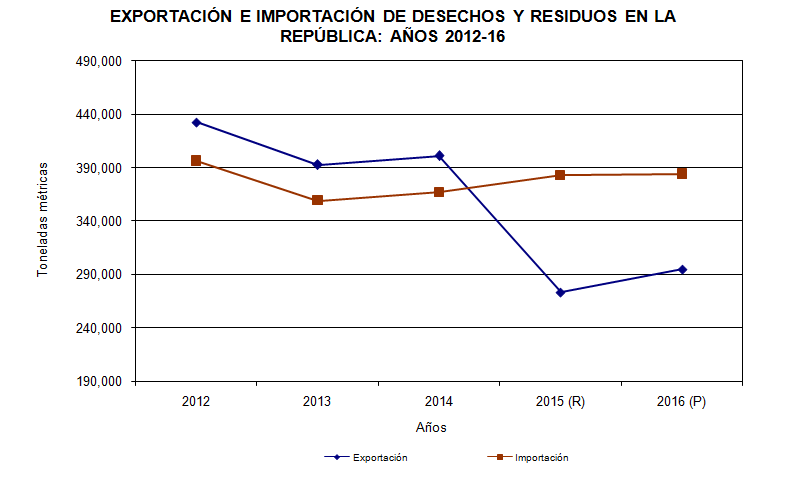 EXPORTACIÓN E IMPORTACIÓN DE DESECHOS Y RESIDUOS EN LA
REPÚBLICA: AÑOS 2012-16
490,000
440,000
390,000
340,000
290,000
240,000
190,000
Toneladas métricas
2012
2013
2014
2015 (R)
2016 (P)
Años
Exportación
Importación